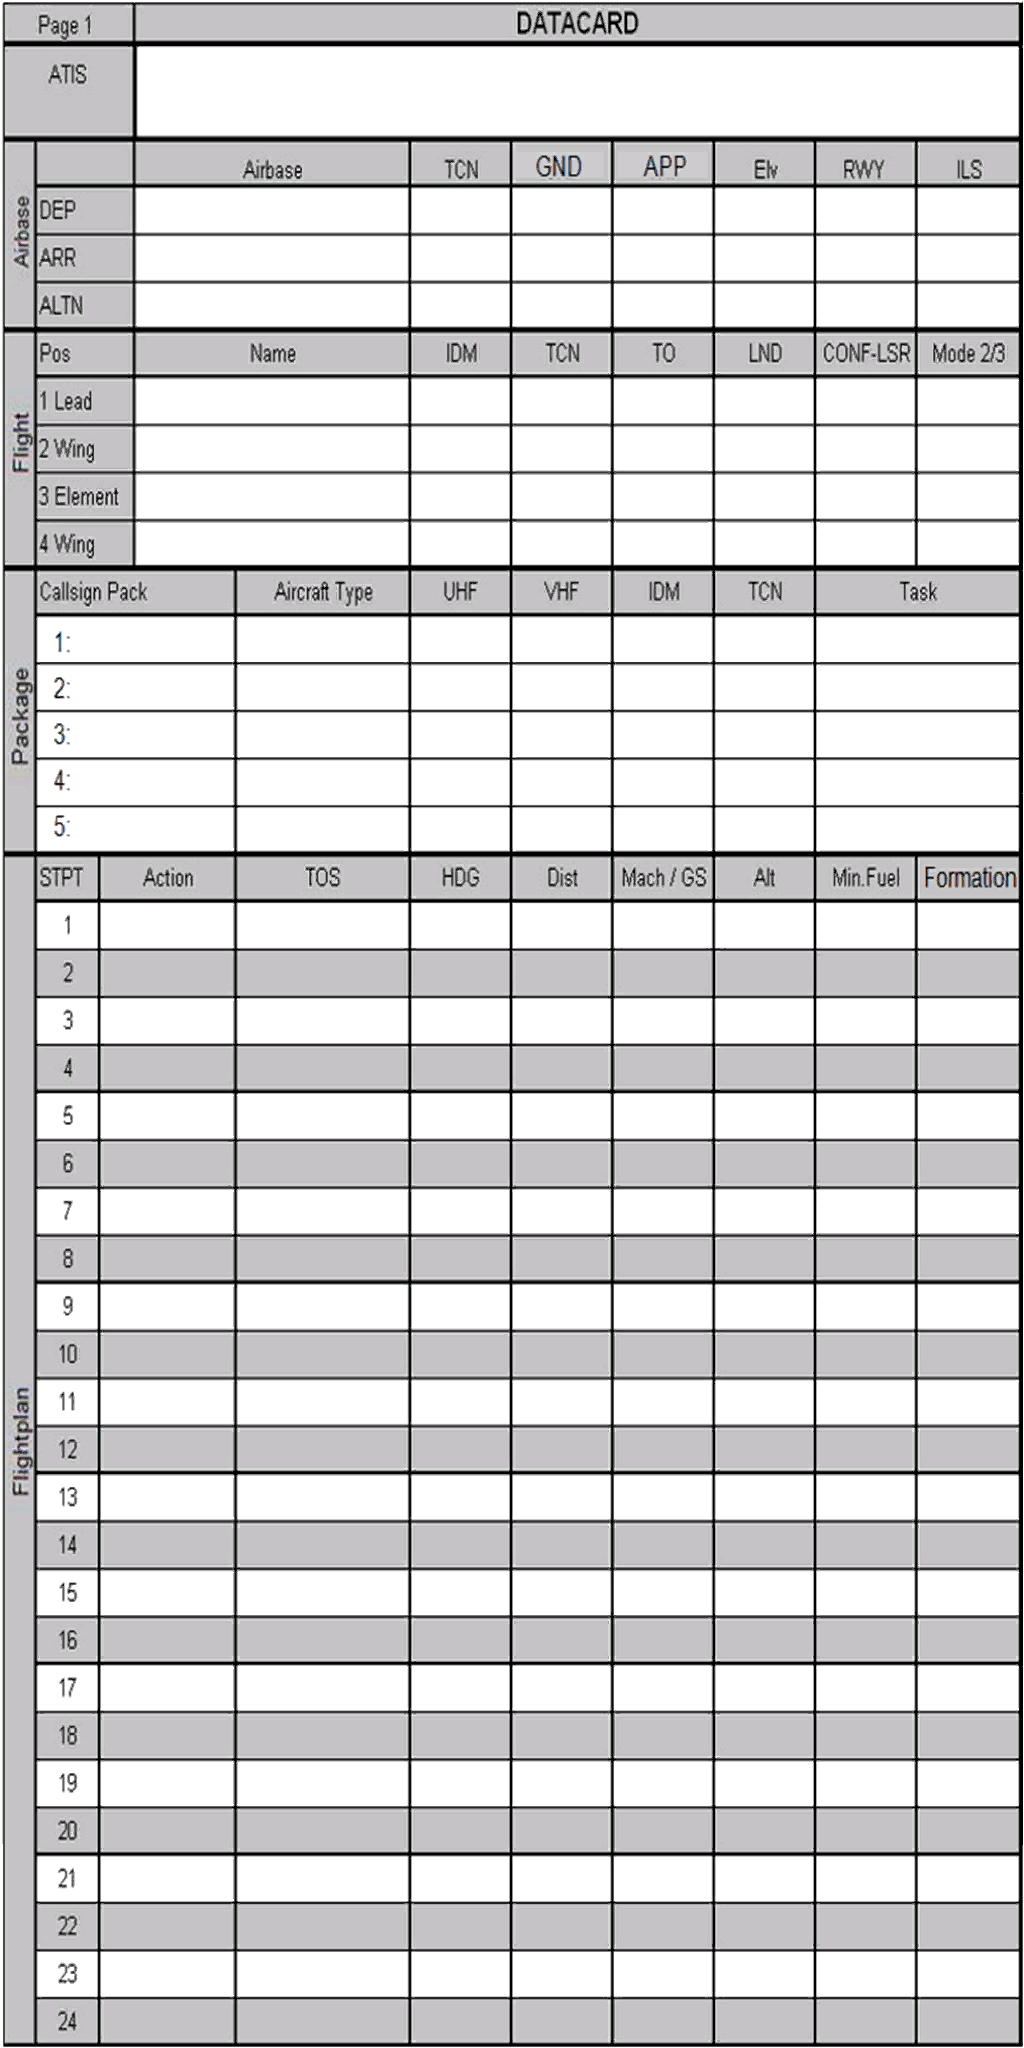 Page 1 DATACARD
ATIS
Airbase
Airbase TCN GND APP Elv RWY ILS
DEP
ARR
ALTN
Flight
Pos Name IDM TCN TO LND CONF-LSR Mode 2/3
1 Lead
2 Wing
3 Element
4 Wing
Package
Callsign Pack Aircraft Type UHF VHF IDM TCN Task
1:
2:
3:
4:
5:
Flightplan
STPT Action TOS HDG Dist Mach / GS Alt Min.Fuel Formation
1
2
3
4
5
6
7
8
9
10
11
12
13
14
15
16
17
18
19
20
21
22
23
24